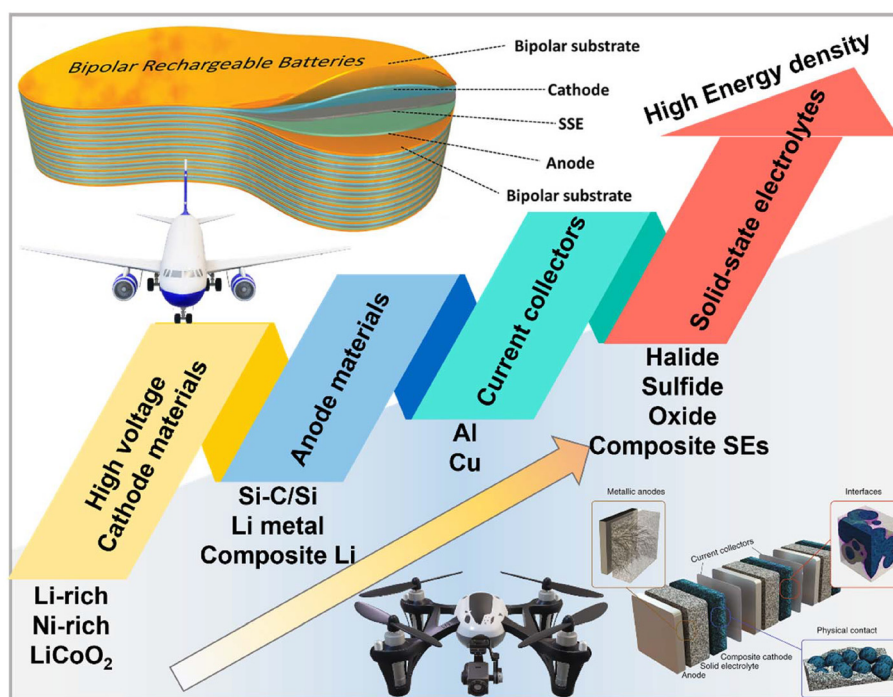 Bipolar Rechargeable Batteries
Bipolar substrate
Cathode
SSE
Anode
Bipolar substrate
High Energy density
High voltage
Cathode materials
Anode materials
Current collectors
Solid-state electrolytes
Li-rich
Ni-rich
LiCoO₂
Si-C/Si
Li metal
Composite Li
Al
Cu
Halide
Sulfide
Oxide
Composite SEs
Metallic anodes
Interfaces
Current collectors
Physical contact
Composite cathode
Solid electrolyte
Anode